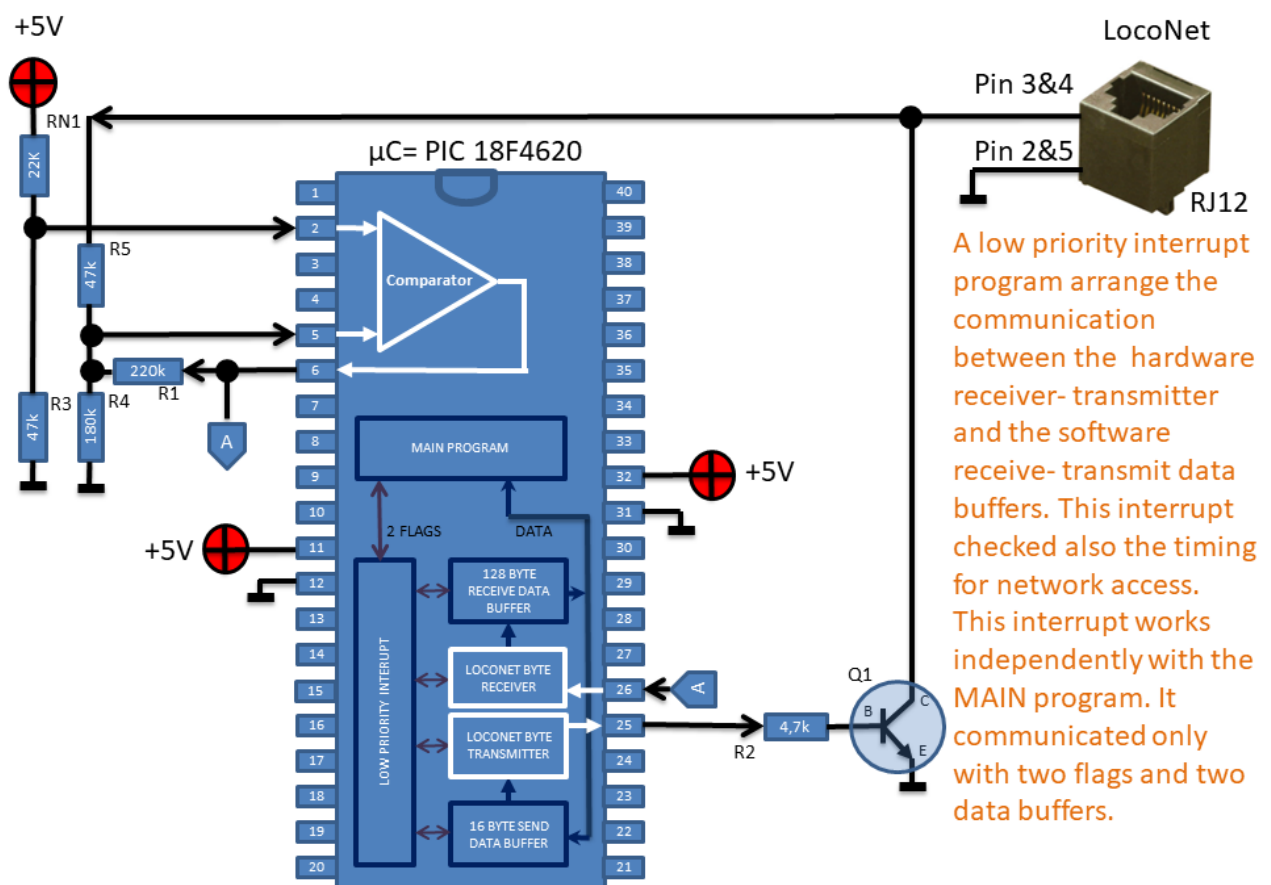 +5V
LocoNet
Pin 3&4
RN1
22K
Pin 2&5
µC= PIC 18F4620
RJ12
1
40
2
39
3
38
4
37
5
36
6
35
7
34
8
33
9
32
10
31
11
30
12
29
13
28
14
27
15
26
16
25
17
24
18
23
19
22
20
21
R5
47k
Comparator
220k
R1
R3
47k
R4
180k
A
MAIN PROGRAM
+5V
2 FLAGS
DATA
+5V
128 BYTE
RECEIVE DATA
BUFFER
LOW PRIORITY INTERUPT
LOCONET BYTE
RECEIVER
A
LOCONET BYTE
TRANSMITTER
16 BYTE SEND
DATA BUFFER
R2
4,7k
Q1
B
C
E
A low priority interrupt
program arrange the
communication
between the hardware
receiver- transmitter
and the software
receive- transmit data
buffers. This interrupt
checked also the timing
for network access.
This interrupt works
independently with the
MAIN program. It
communicated only
with two flags and two
data buffers.